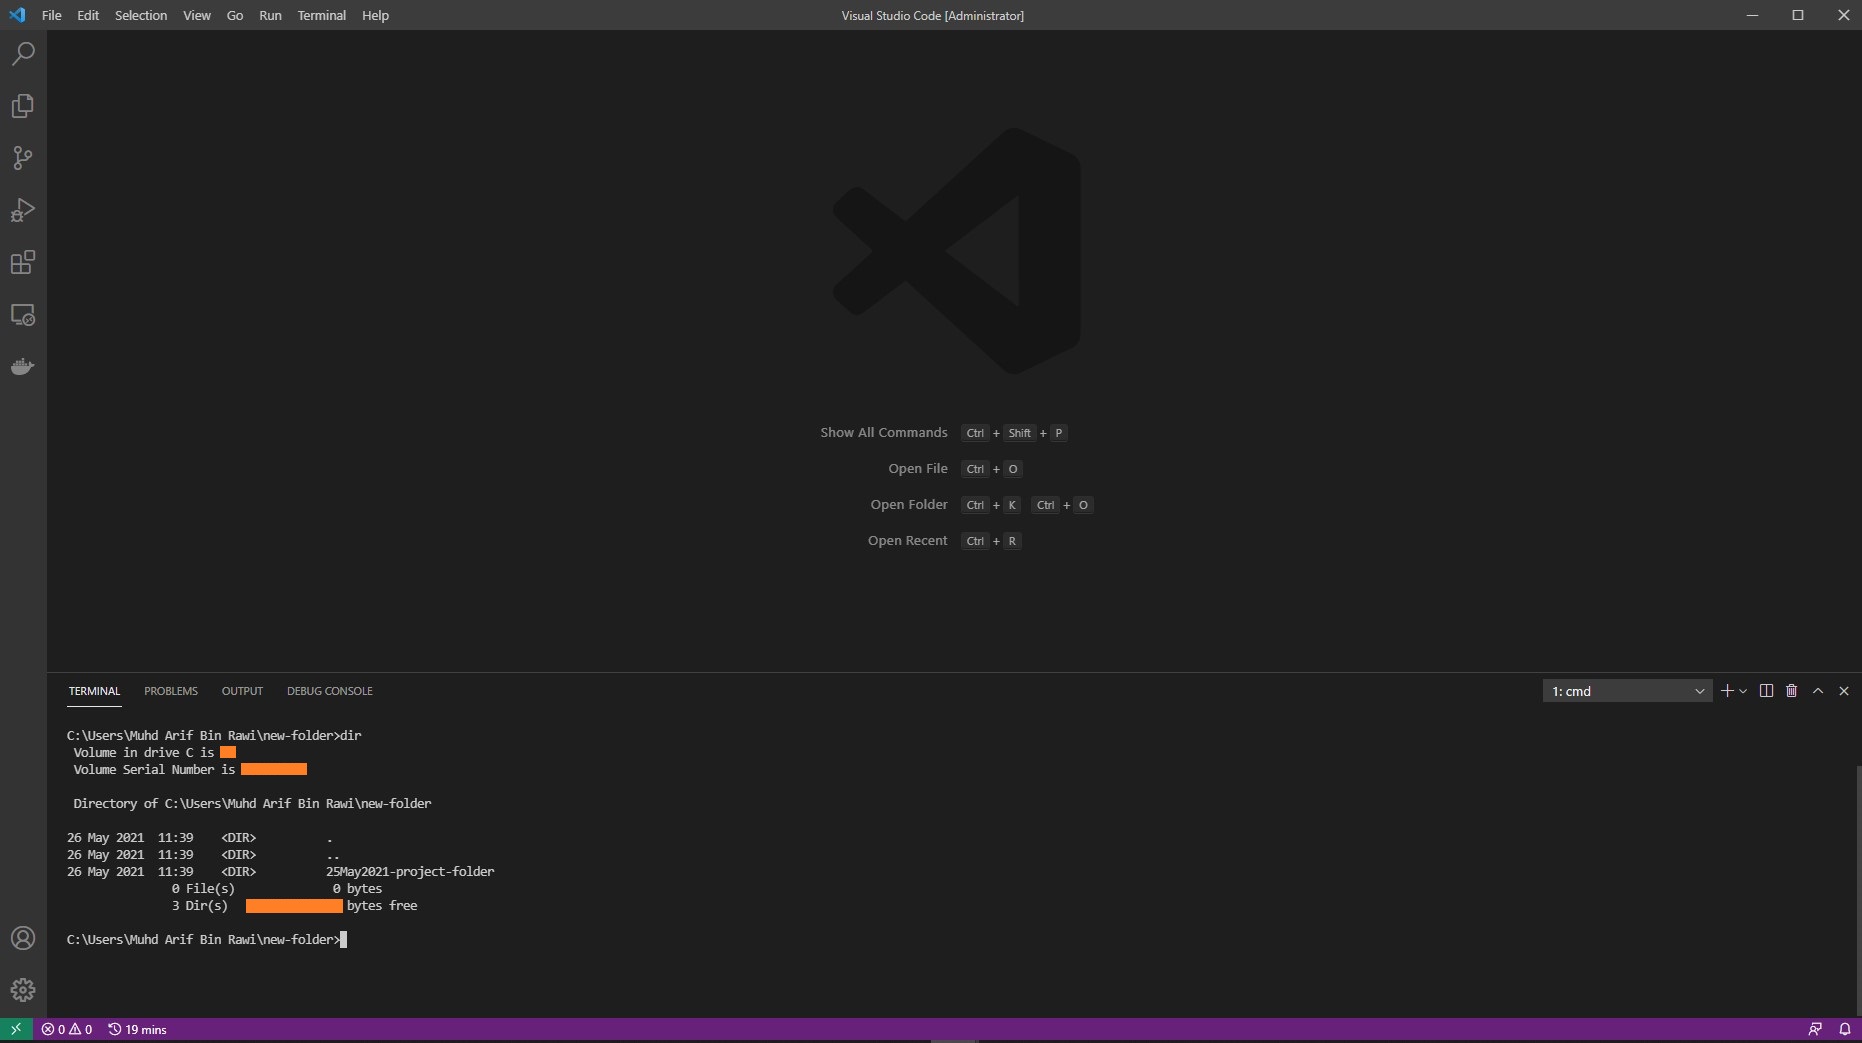 File Edit Selection View Go Run Terminal Help
Visual Studio Code [Administrator]
Show All Commands Ctrl + Shift + P
Open File Ctrl + O
Open Folder Ctrl + K Ctrl + O
Open Recent Ctrl + R
TERMINAL PROBLEMS OUTPUT DEBUG CONSOLE
1: cmd
C:\Users\Muhd Arif Bin Rawi\new-folder>dir
Volume in drive C is
Volume Serial Number is
Directory of C:\Users\Muhd Arif Bin Rawi\new-folder
26 May 2021 11:39 <DIR> .
26 May 2021 11:39 <DIR> ..
26 May 2021 11:39 <DIR> 25May2021-project-folder
0 File(s) 0 bytes
3 Dir(s) bytes free
C:\Users\Muhd Arif Bin Rawi\new-folder>
0 0 19 mins